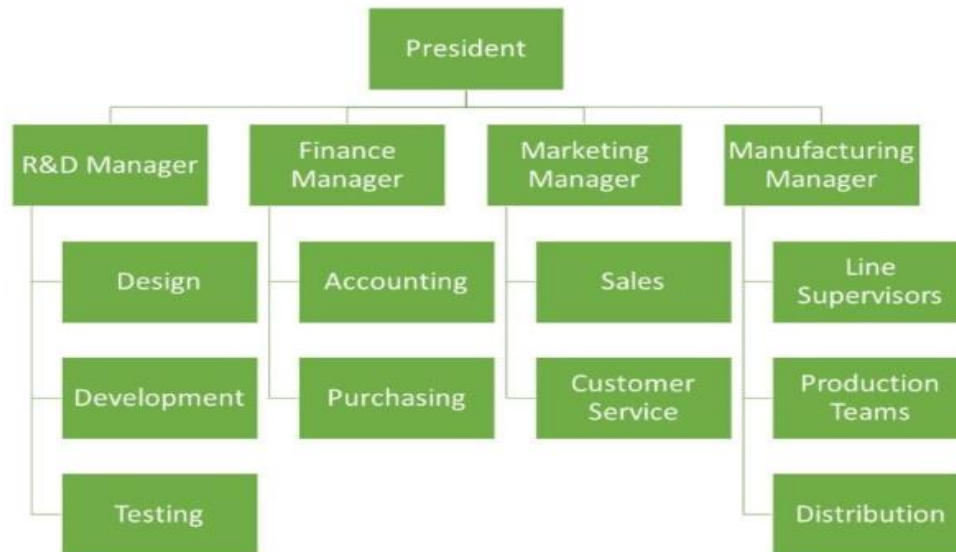 President
R&D Manager
Finance
Manager
Marketing
Manager
Manufacturing
Manager
Design
Accounting
Sales
Line
Supervisors
Development
Purchasing
Customer
Service
Production
Teams
Testing
Distribution